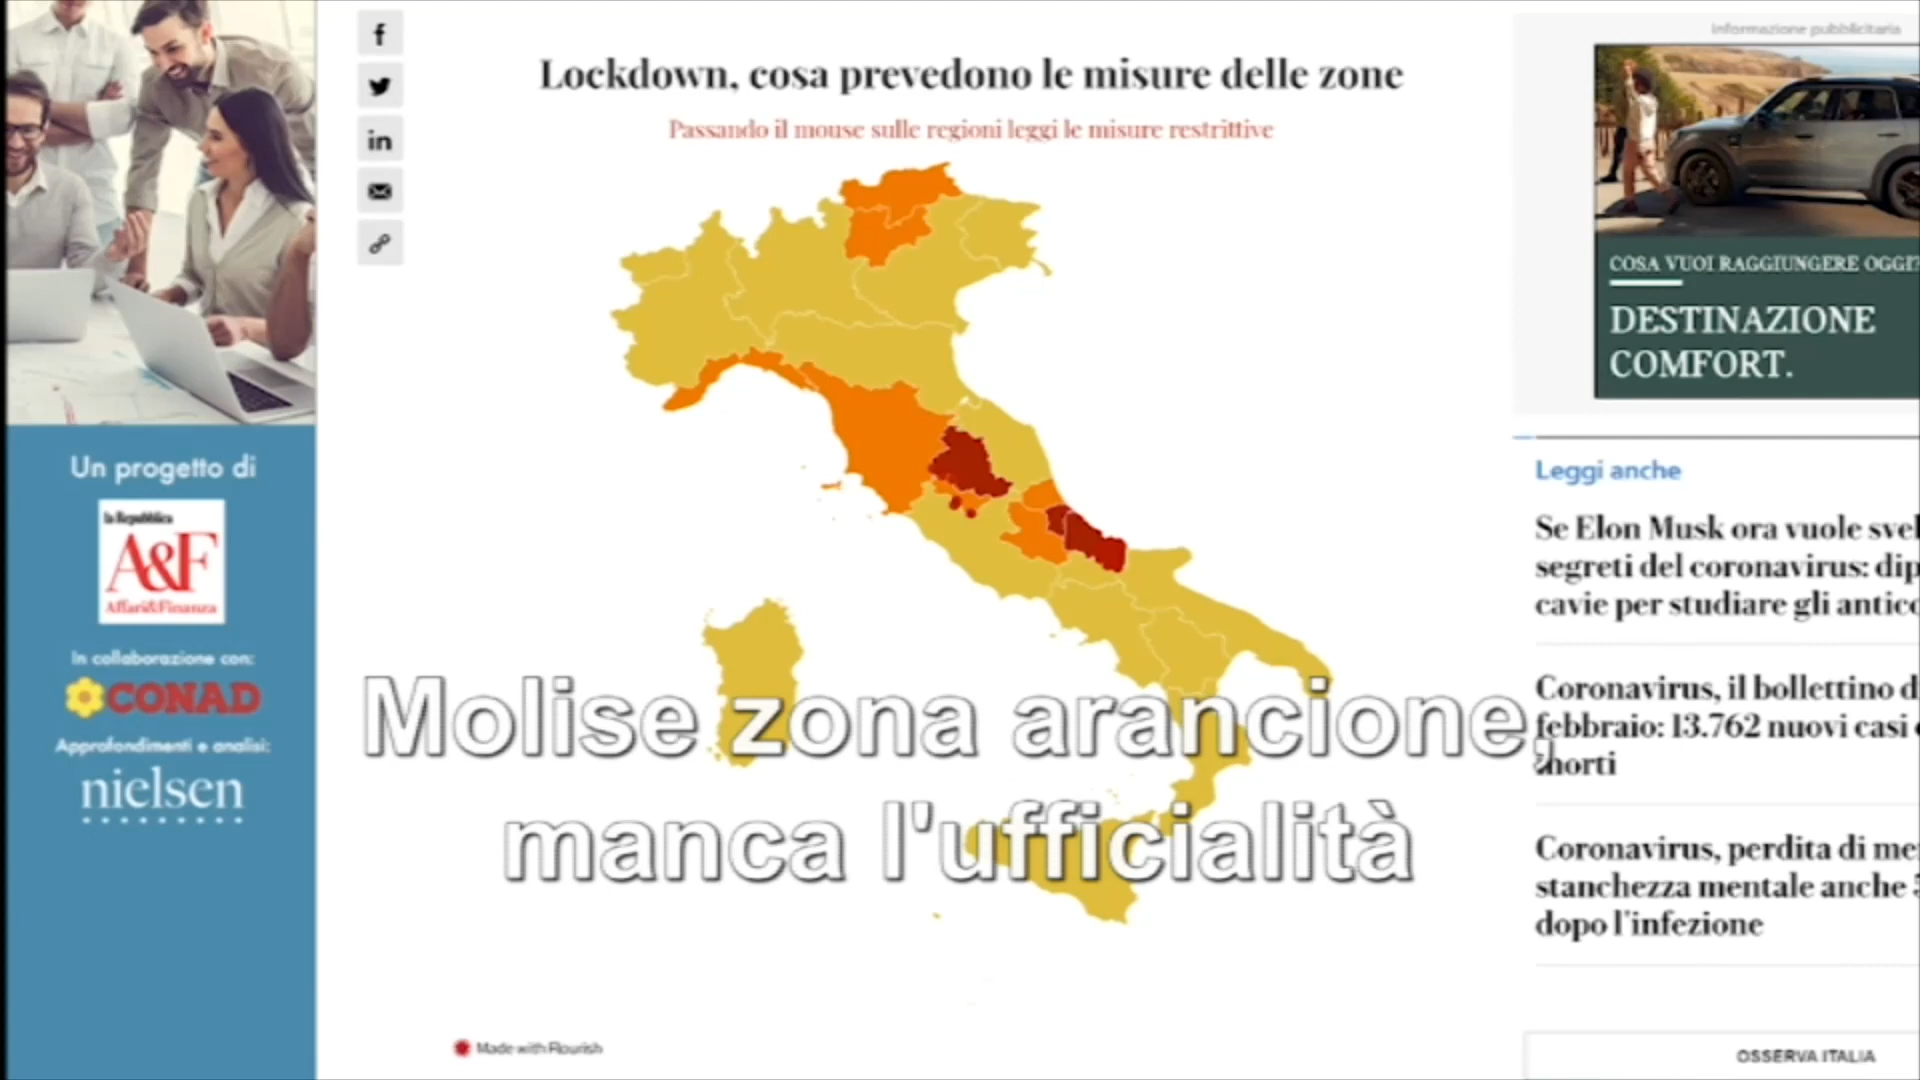 Lockdown, cosa prevedono le misure delle zone
Passando il mouse sulle regioni leggi le misure restrittive
Un progetto di
la Repubblica
A&F
Affari&Finanza
In collaborazione con:
CONAD
Approfondimenti e analisi:
nielsen
Molise zona arancione,
manca l'ufficialità
Made with Flourish
Informazione pubblicitaria
COSA VUOI RAGGIUNGERE OGGI?
DESTINAZIONE
COMFORT.
Leggi anche
Se Elon Musk ora vuole
segreti del coronavirus:
cavie per studiare gli
Coronavirus, il bollettino
febbraio: 13.762 nuovi casi
morti
Coronavirus, perdita di
stanchezza mentale anche
dopo l'infezione
OSSERVA ITALIA